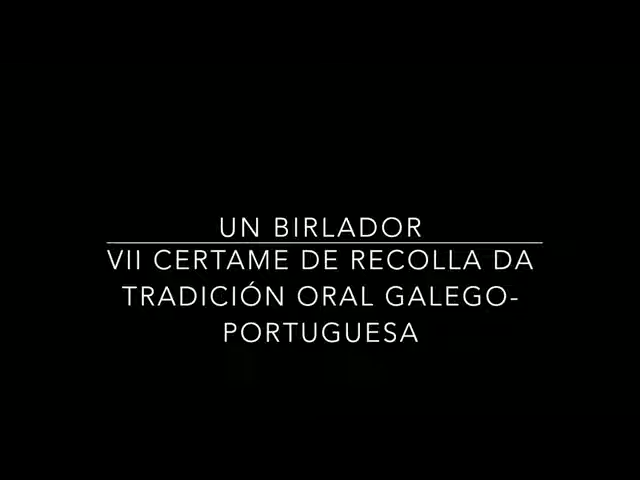 UN BIRLADOR
VII CERTAME DE RECOLLA DA
TRADICIÓN ORAL GALEGO-
PORTUGUESA